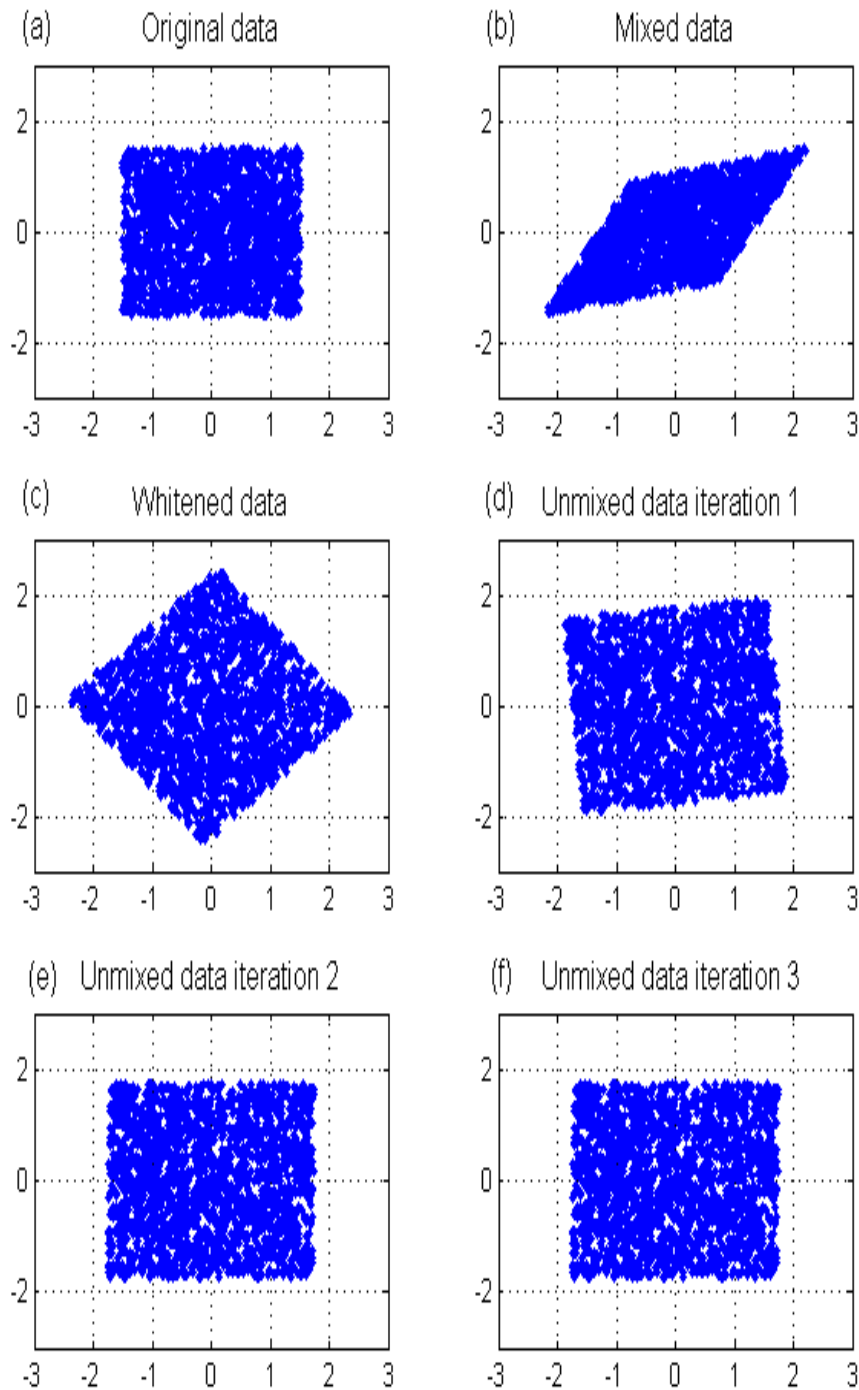 (a) Original data
2
0
-2
-3 -2 -1 0 1 2 3
(b) Mixed data
2
0
-2
-3 -2 -1 0 1 2 3
(c) Whitened data
2
0
-2
-3 -2 -1 0 1 2 3
(d) Unmixed data iteration 1
2
0
-2
-3 -2 -1 0 1 2 3
(e) Unmixed data iteration 2
2
0
-2
-3 -2 -1 0 1 2 3
(f) Unmixed data iteration 3
2
0
-2
-3 -2 -1 0 1 2 3